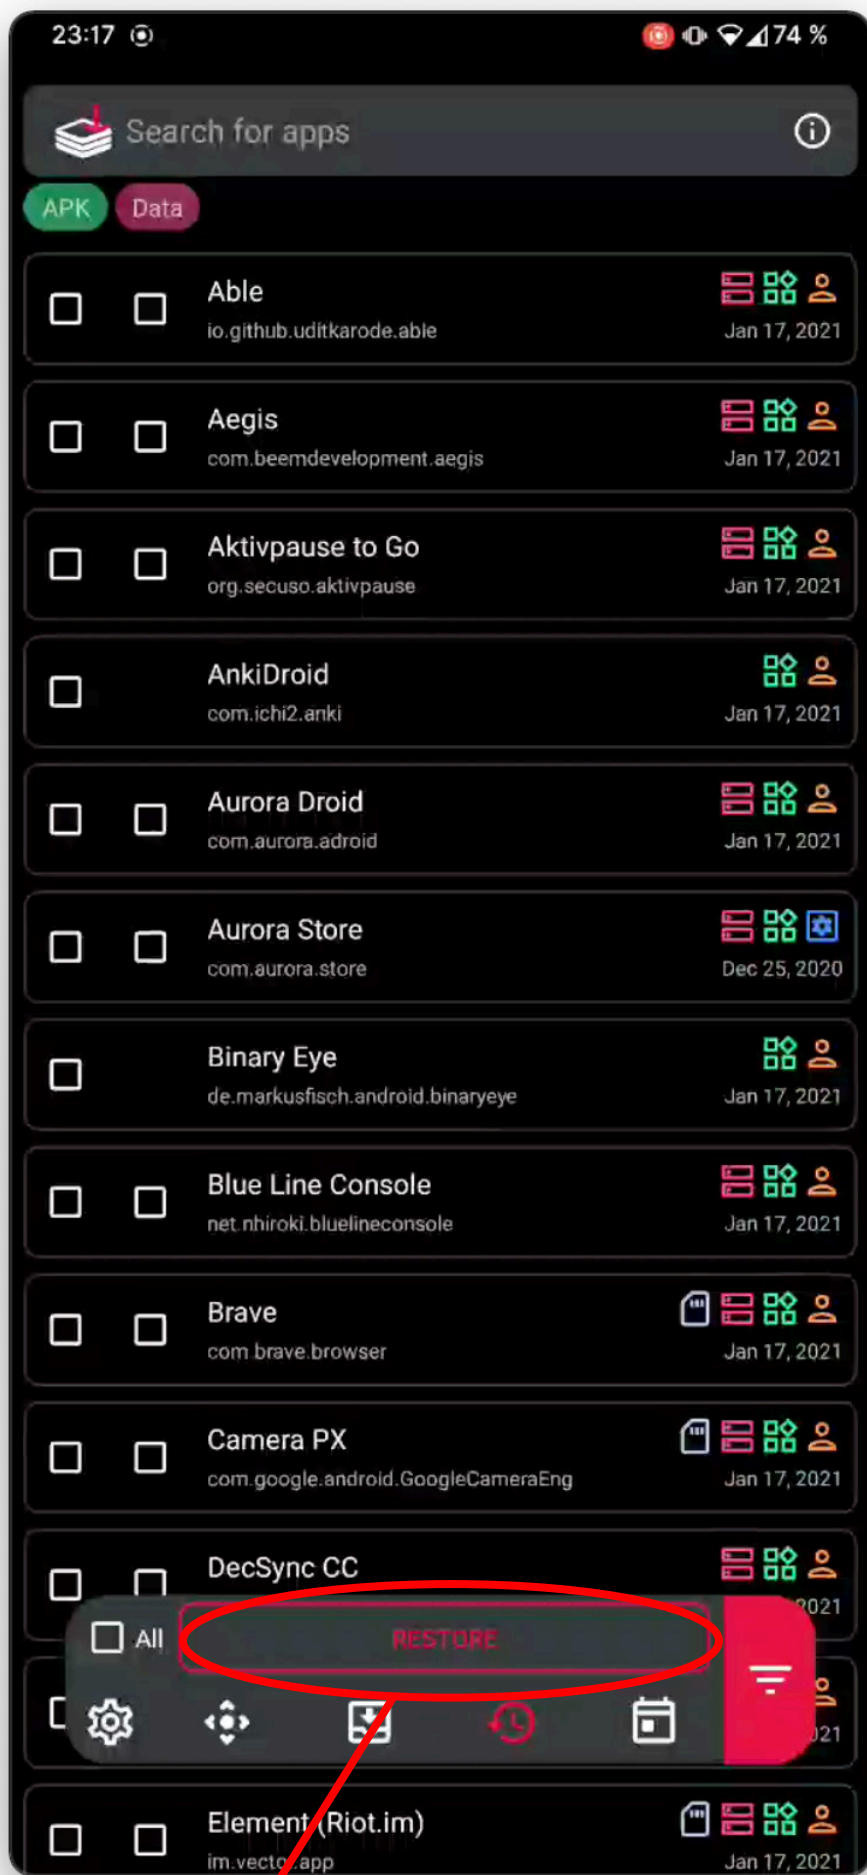 23:17
74 %
Search for apps
APK Data
Able
io.github.uditkarode.able
Jan 17, 2021
Aegis
com.beemdevelopment.aegis
Jan 17, 2021
Aktivpause to Go
org.secuso.aktivpause
Jan 17, 2021
AnkiDroid
com.ichi2.anki
Jan 17, 2021
Aurora Droid
com.aurora.adroid
Jan 17, 2021
Aurora Store
com.aurora.store
Dec 25, 2020
Binary Eye
de.markusfisch.android.binaryeye
Jan 17, 2021
Blue Line Console
net.nhiroki.bluelineconsole
Jan 17, 2021
Brave
com.brave.browser
Jan 17, 2021
Camera PX
com.google.android.GoogleCameraEng
Jan 17, 2021
DecSync CC
2021
All
RESTORE
021
Element (Riot.im)
im.vector.app
Jan 17, 2021